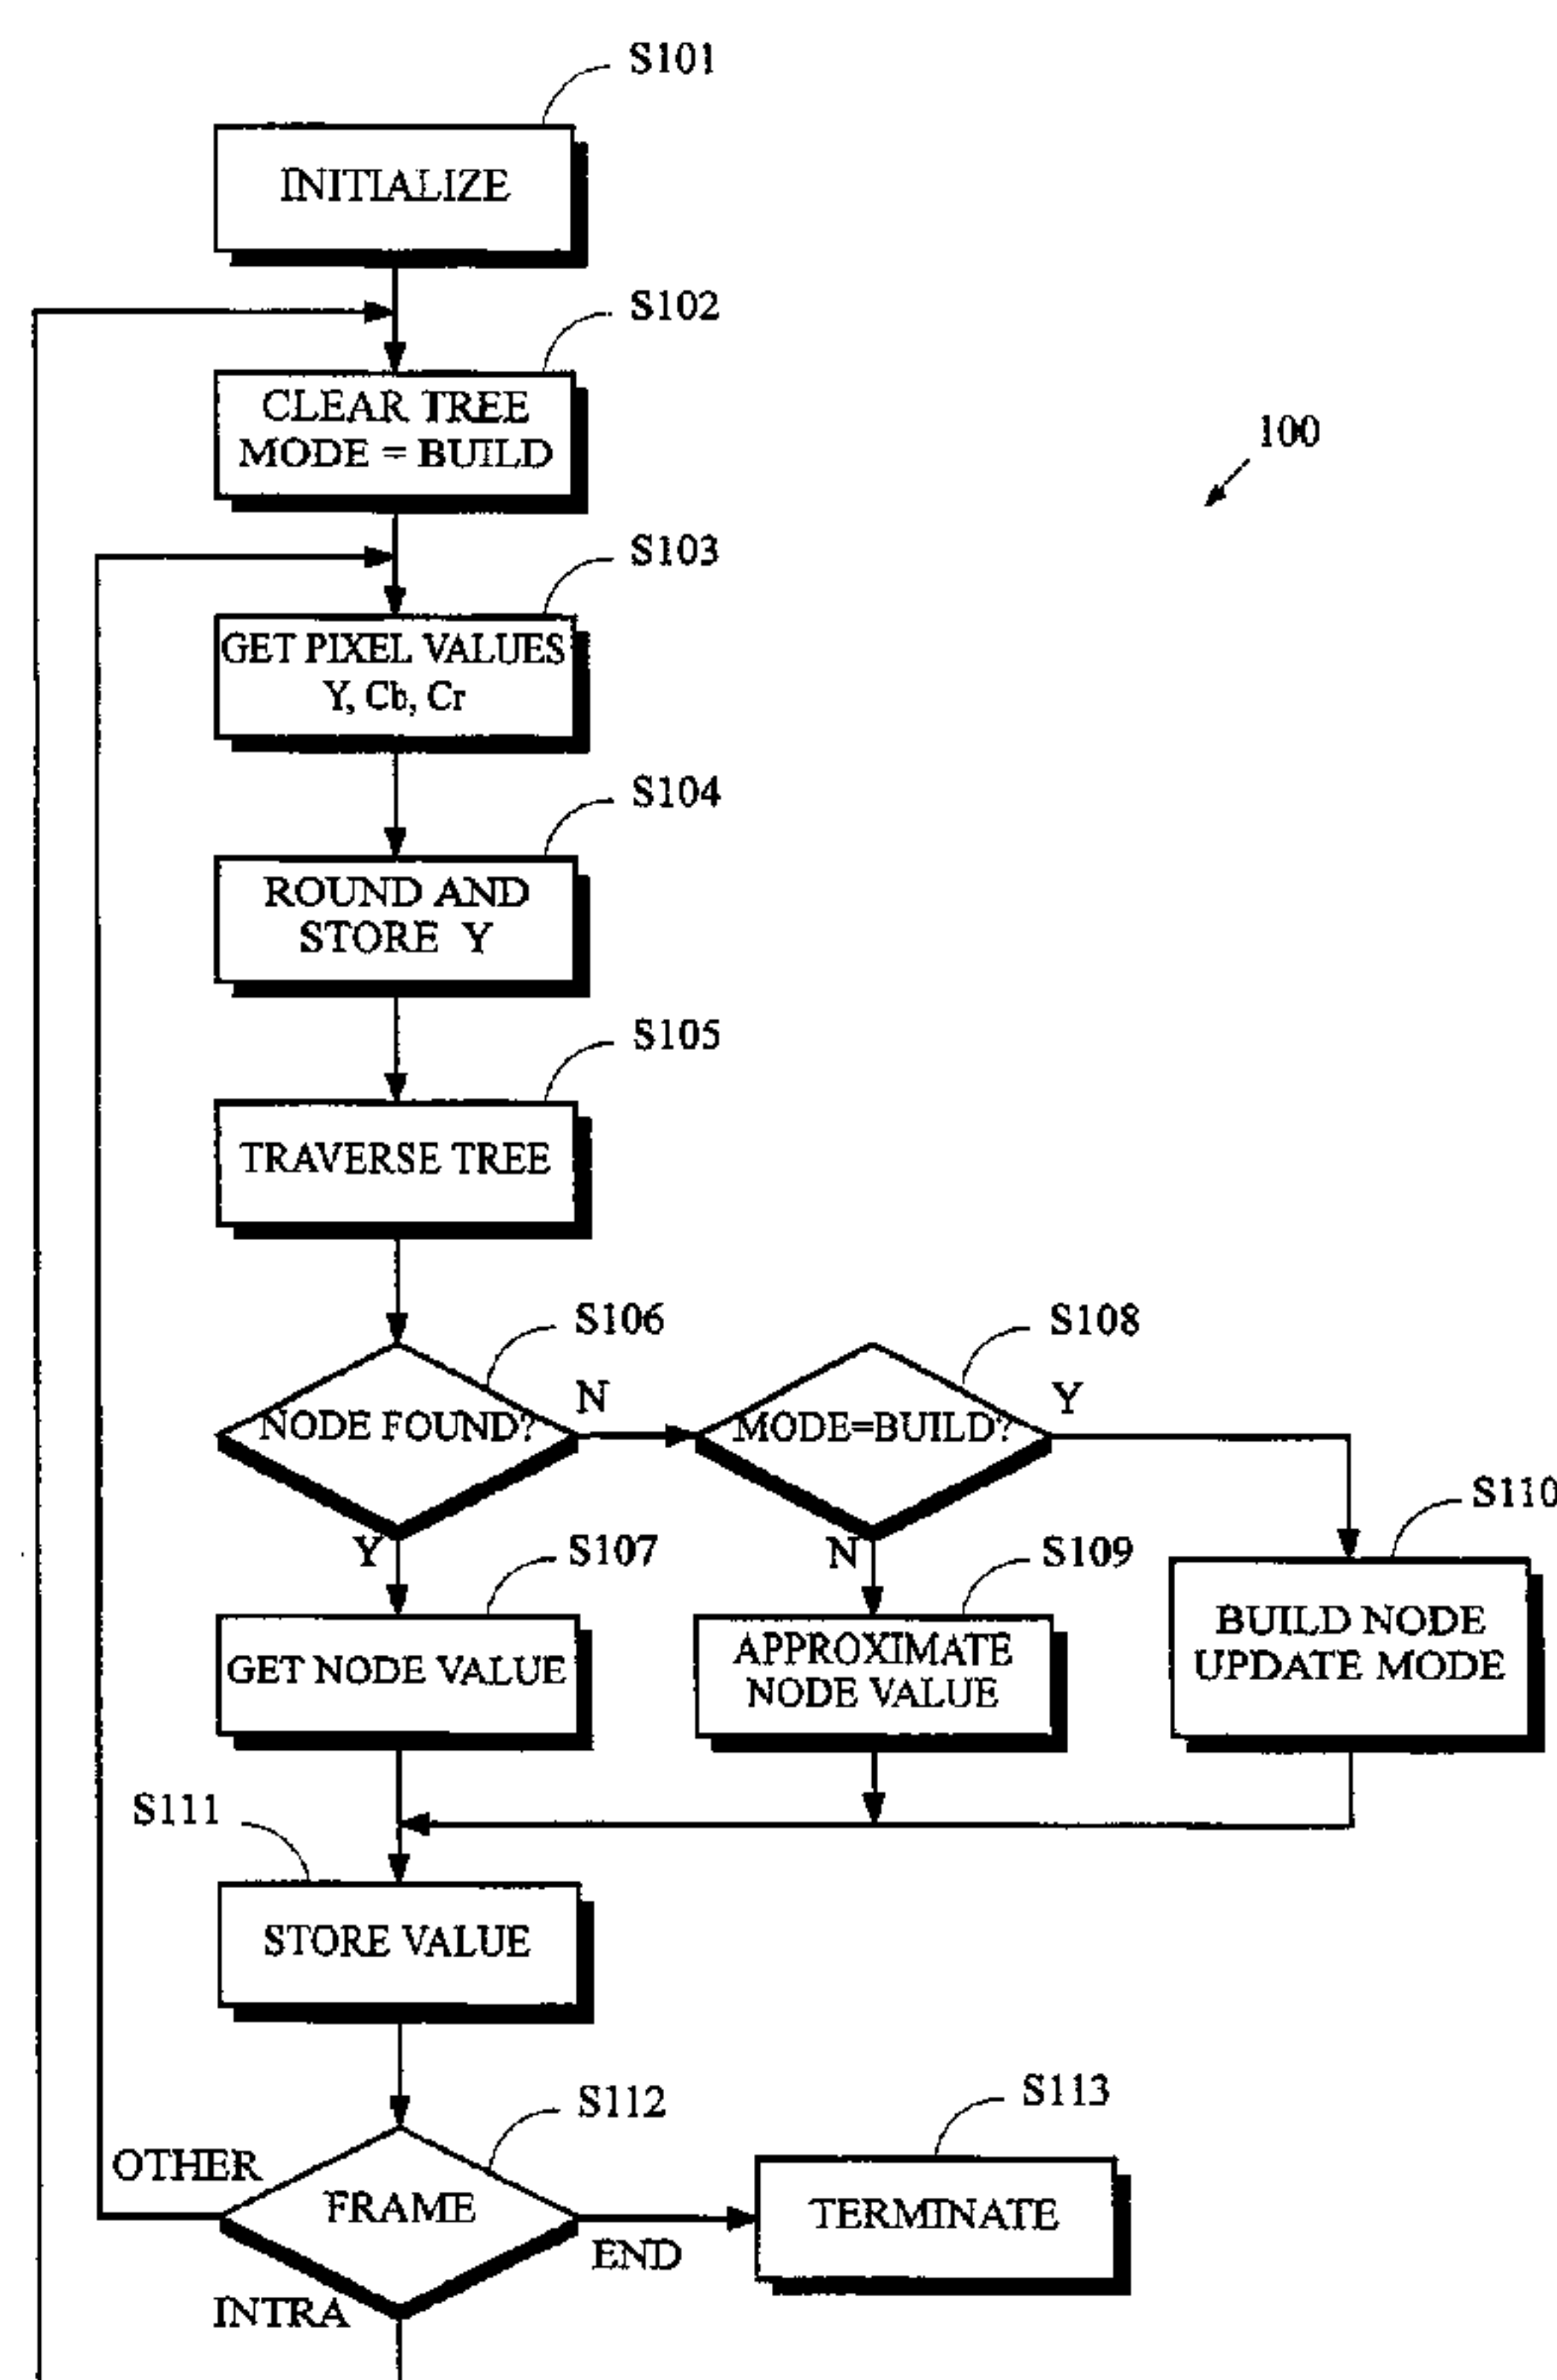 S101
INITIALIZE
S102
CLEAR TREE
MODE = BUILD
100
S103
GET PIXEL VALUES
Y, Cb, Cr
S104
ROUND AND
STORE Y
S105
TRAVERSE TREE
S106
NODE FOUND?
N
S108
MODE=BUILD?
Y
S110
BUILD NODE
UPDATE MODE
Y
S107
GET NODE VALUE
N
S109
APPROXIMATE
NODE VALUE
S111
STORE VALUE
S112
FRAME
OTHER
END
INTRA
S113
TERMINATE